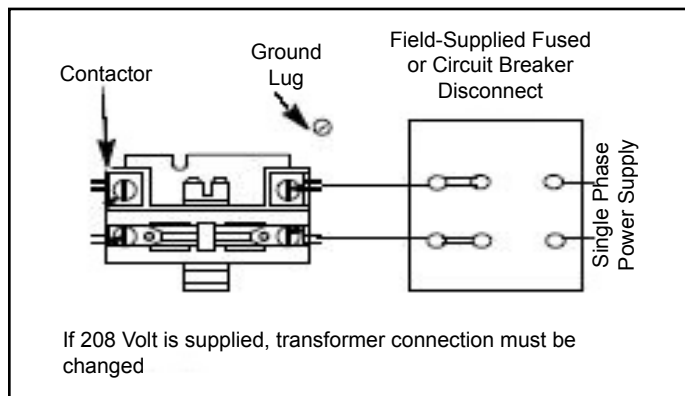 Contactor
Ground
Lug
Field-Supplied Fused
or Circuit Breaker
Disconnect
Single Phase
Power Supply
If 208 Volt is supplied, transformer connection must be
changed